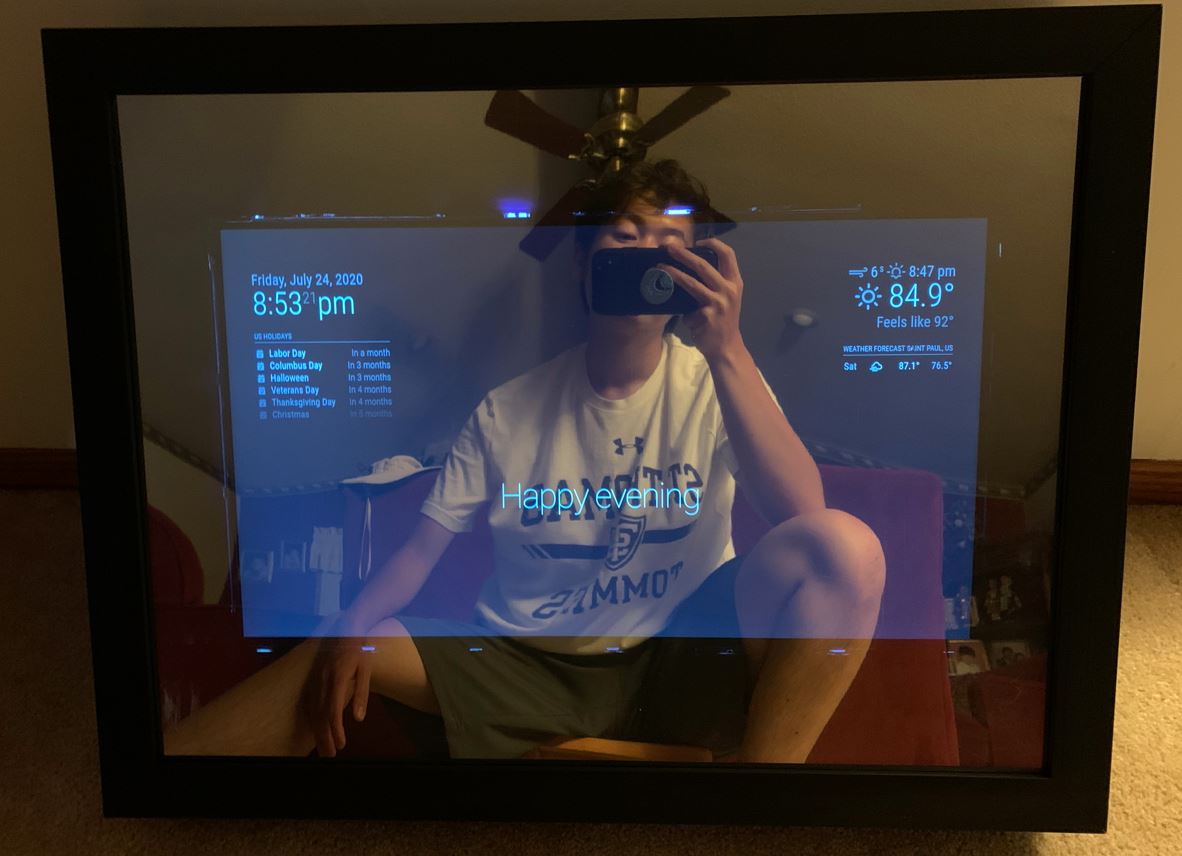 Friday, July 24, 2020
8:53 21 pm
US HOLIDAYS
Labor Day In a month
Columbus Day In 3 months
Halloween In 3 months
Veterans Day In 4 months
Thanksgiving Day In 4 months
Christmas In 5 months
6 S 8:47 pm
84.9°
Feels like 92°
WEATHER FORECAST SAINT PAUL, US
Sat 87.1° 76.5°
Happy evening
TOMMIES